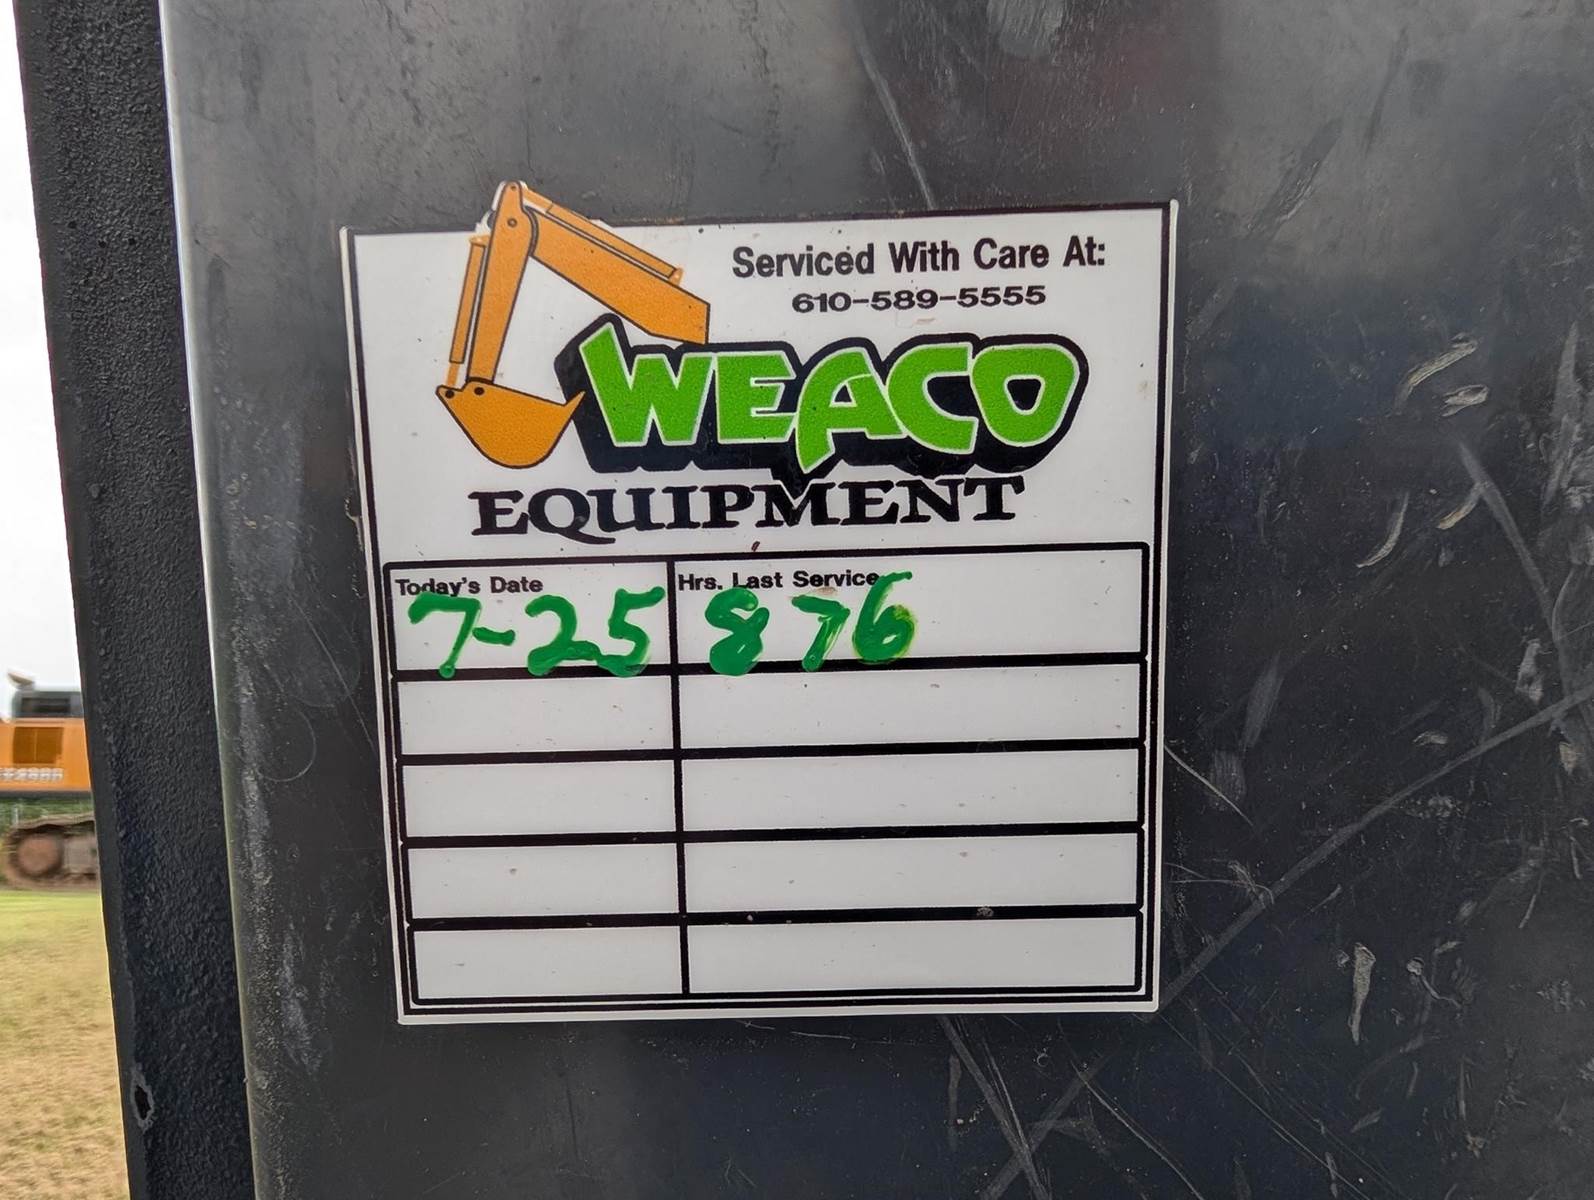 Serviced With Care At:
610-589-5555
WEACO
EQUIPMENT
Today's Date Hrs. Last Service
7-25 876